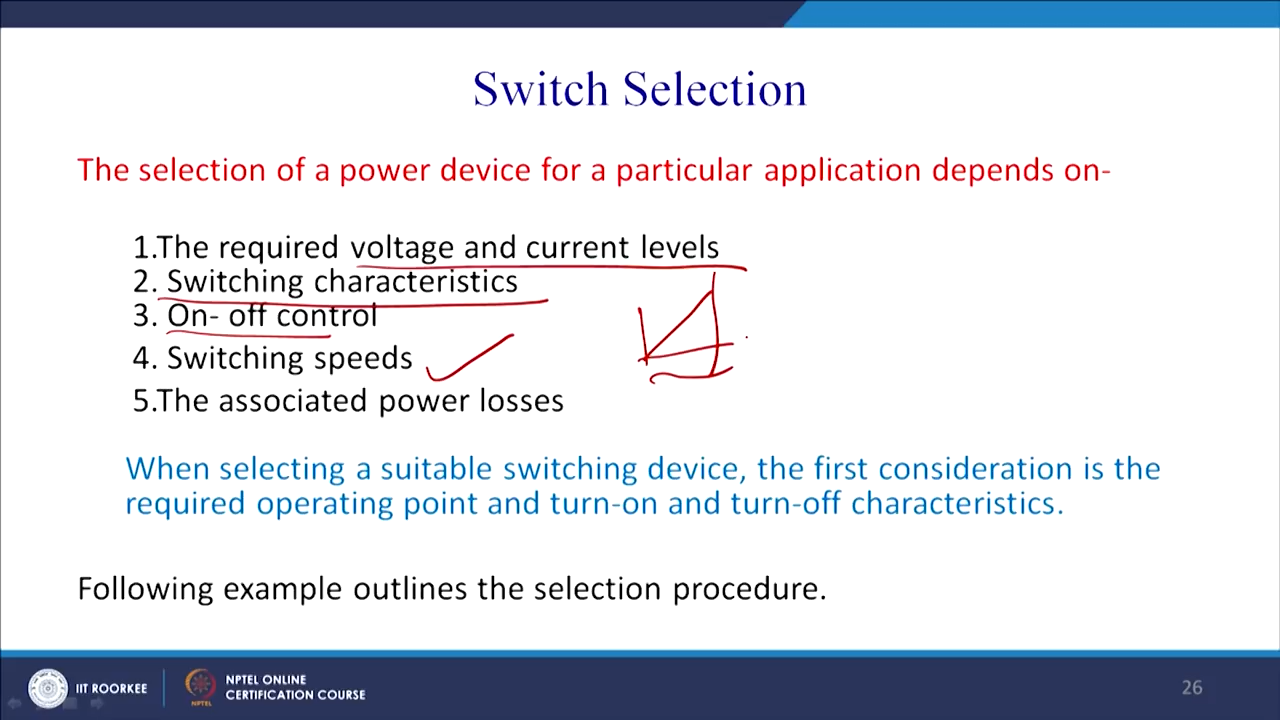 Switch Selection
The selection of a power device for a particular application depends on-
1.The required voltage and current levels
2. Switching characteristics
3. On- off control
4. Switching speeds
5.The associated power losses
When selecting a suitable switching device, the first consideration is the
required operating point and turn-on and turn-off characteristics.
Following example outlines the selection procedure.
IIT ROORKEE
NPTEL
NPTEL ONLINE
CERTIFICATION COURSE
26